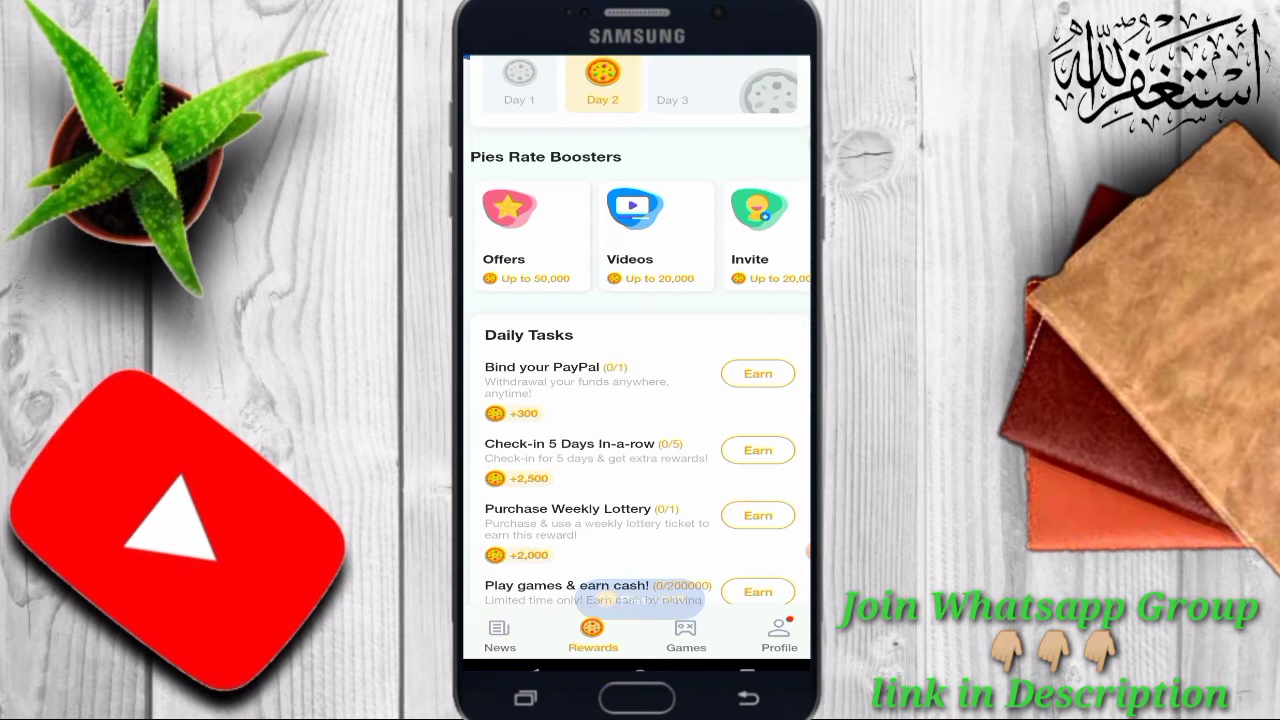 SAMSUNG
أستغفر الله
Day 1
Day 2
Day 3
Pies Rate Boosters
Offers
Up to 50,000
Videos
Up to 20,000
Invite
Up to 20,00
Daily Tasks
Bind your PayPal (0/1)
Withdrawal your funds anywhere,
anytime!
+300
Earn
Check-in 5 Days In-a-row (0/5)
Check-in for 5 days & get extra rewards!
+2,500
Earn
Purchase Weekly Lottery (0/1)
Purchase & use a weekly lottery ticket to
earn this reward!
+2,000
Earn
Play games & earn cash! (0/200000)
Limited time only! Earn cash by playing
Earn
News
Rewards
Games
Profile
Join Whatsapp Group
link in Description